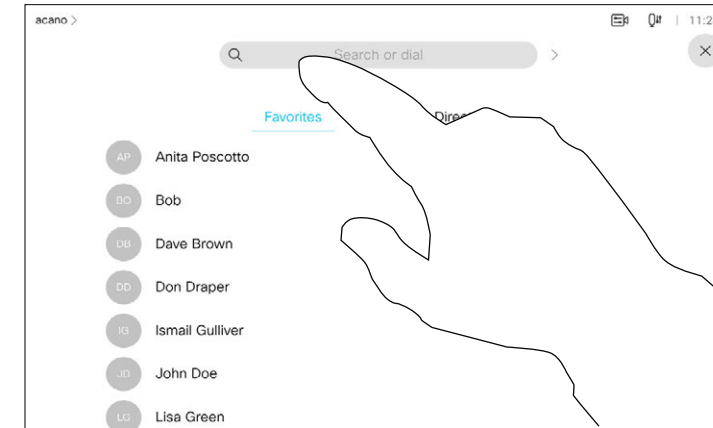 acano >
11:2
Search or dial
Favorites
AP Anita Poscotto
BO Bob
DB Dave Brown
DD Don Draper
IG Ismail Gulliver
JD John Doe
LG Lisa Green